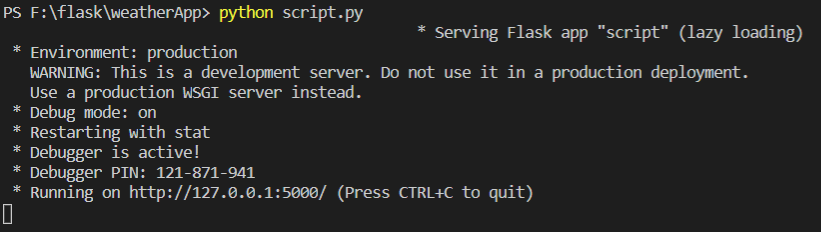 PS F:\flask\weatherApp> python script.py
* Serving Flask app "script" (lazy loading)
* Environment: production
WARNING: This is a development server. Do not use it in a production deployment.
Use a production WSGI server instead.
* Debug mode: on
* Restarting with stat
* Debugger is active!
* Debugger PIN: 121-871-941
* Running on http://127.0.0.1:5000/ (Press CTRL+C to quit)